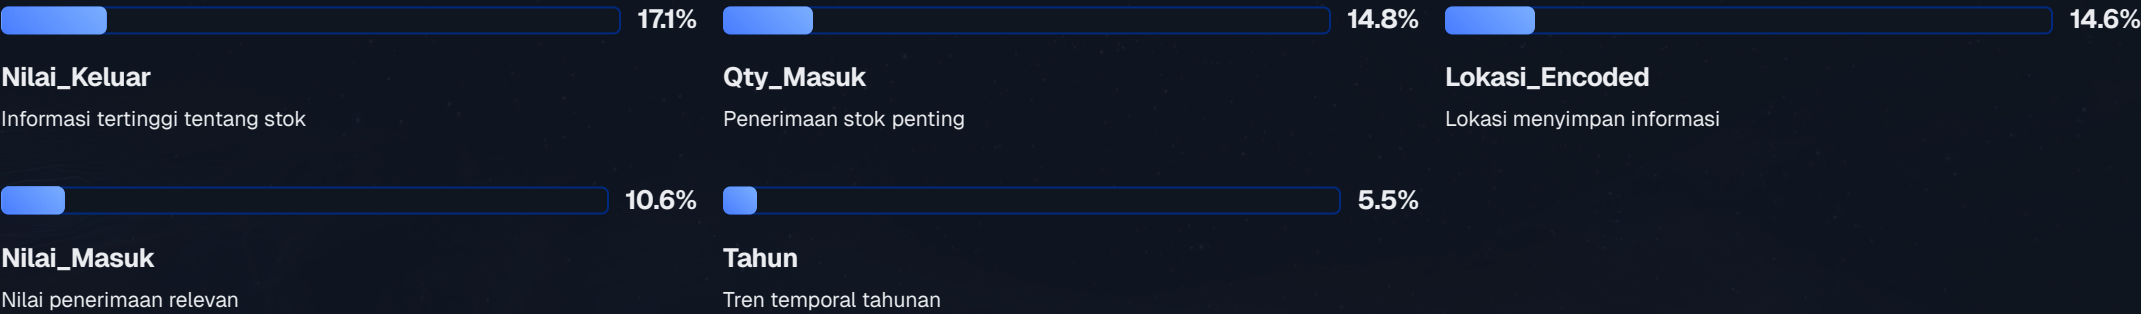 17.1%
Nilai_Keluar
Informasi tertinggi tentang stok
14.8%
Qty_Masuk
Penerimaan stok penting
14.6%
Lokasi_Encoded
Lokasi menyimpan informasi
10.6%
Nilai_Masuk
Nilai penerimaan relevan
5.5%
Tahun
Tren temporal tahunan